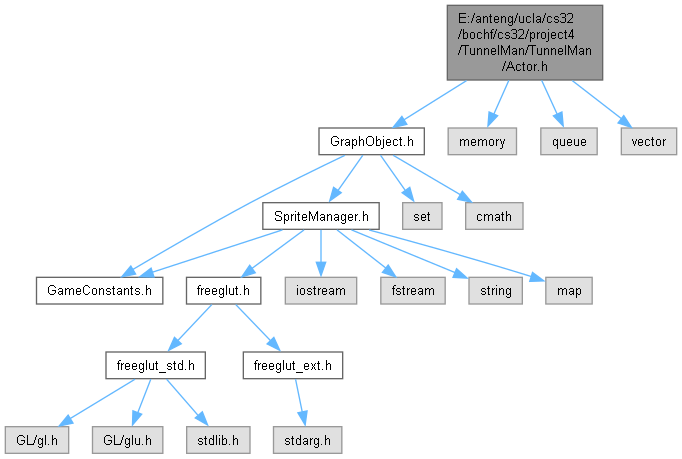 E:/anteng/ucla/cs32
/bochf/cs32/project4
/TunnelMan/TunnelMan
/Actor.h
GraphObject.h
memory
queue
vector
SpriteManager.h
set
cmath
GameConstants.h
freeglut.h
iostream
fstream
string
map
freeglut_std.h
freeglut_ext.h
GL/gl.h
GL/glu.h
stdlib.h
stdarg.h